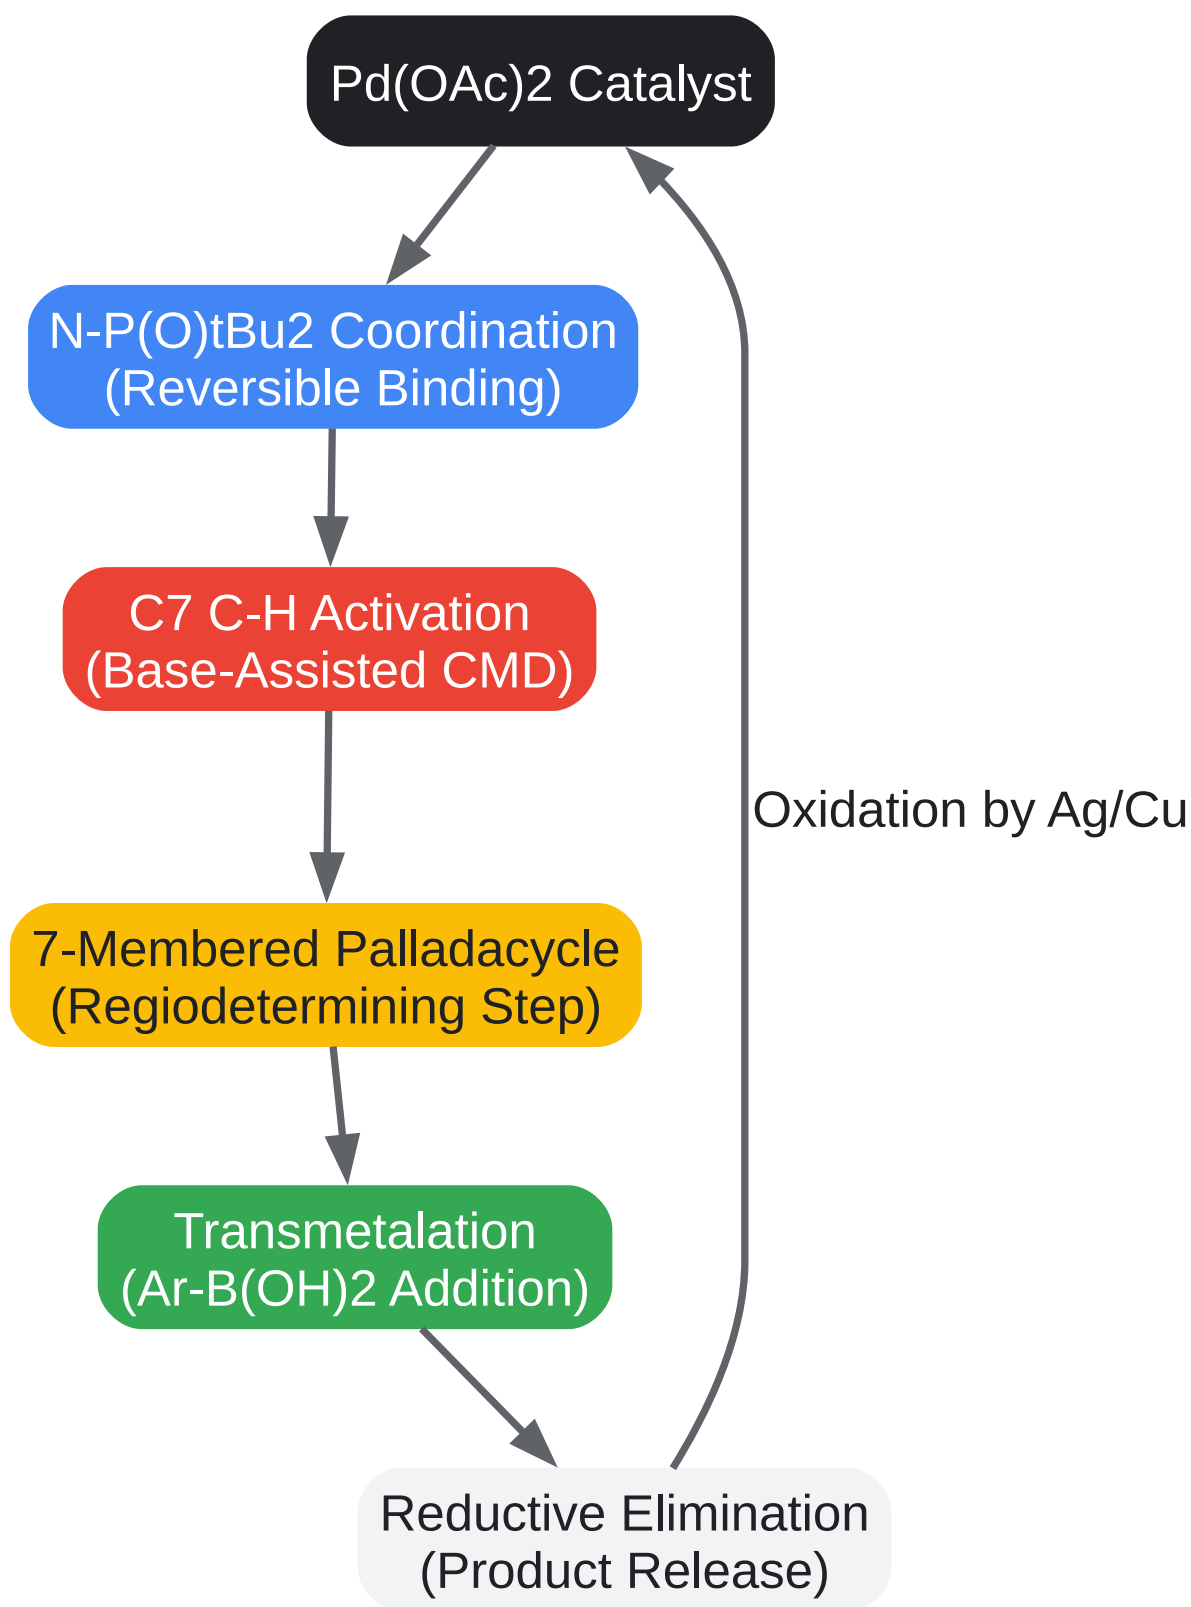 Pd(OAc)2 Catalyst
N-P(O)tBu2 Coordination
(Reversible Binding)
C7 C-H Activation
(Base-Assisted CMD)
Oxidation by Ag/Cu
7-Membered Palladacycle
(Regiodetermining Step)
Transmetalation
(Ar-B(OH)2 Addition)
Reductive Elimination
(Product Release)